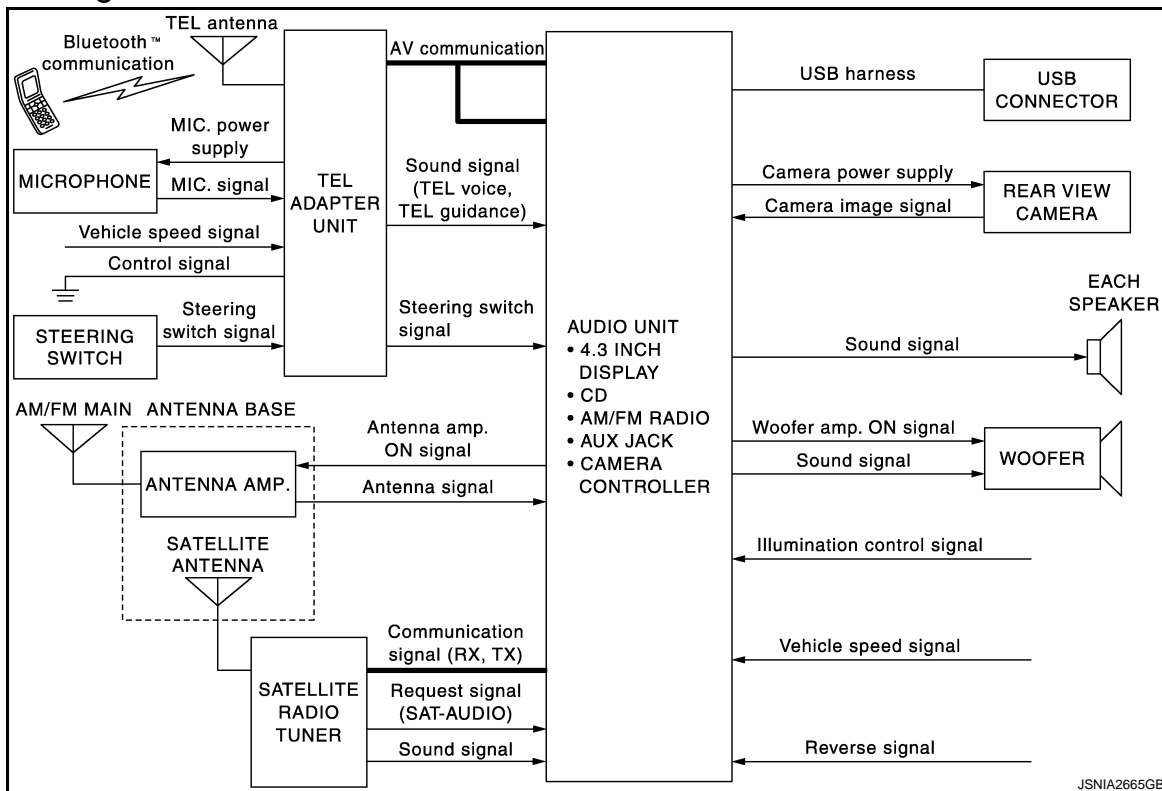 TEL antenna
Bluetooth™
communication
AV communication
MIC. power
supply
MICROPHONE
MIC. signal
TEL
ADAPTER
UNIT
Sound signal
(TEL voice,
TEL guidance)
Vehicle speed signal
Control signal
Steering
switch signal
STEERING
SWITCH
Steering switch
signal
AM/FM MAIN
ANTENNA BASE
ANTENNA AMP.
Antenna amp.
ON signal
Antenna signal
SATELLITE
ANTENNA
SATELLITE
RADIO
TUNER
Communication
signal (RX, TX)
Request signal
(SAT-AUDIO)
Sound signal
AUDIO UNIT
• 4.3 INCH
DISPLAY
• CD
• AM/FM RADIO
• AUX JACK
• CAMERA
CONTROLLER
USB harness
USB
CONNECTOR
Camera power supply
Camera image signal
REAR VIEW
CAMERA
EACH
SPEAKER
Sound signal
Woofer amp. ON signal
Sound signal
WOOFER
Illumination control signal
Vehicle speed signal
Reverse signal
JSNIA2665GB